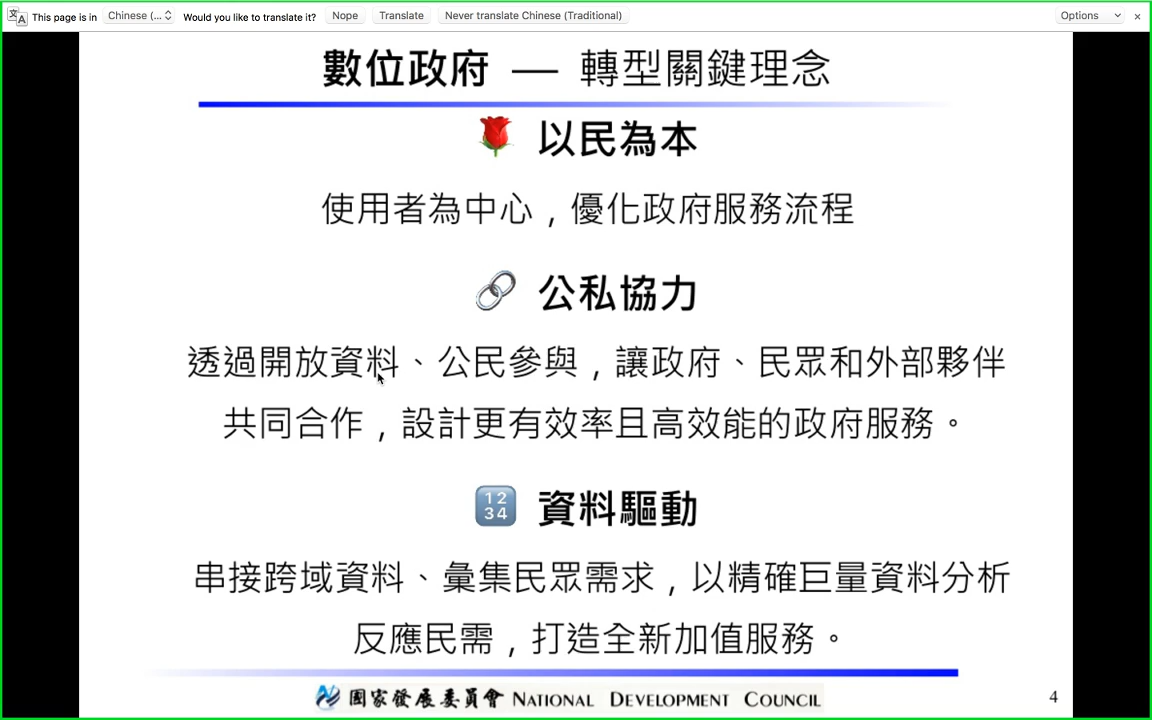 This page is in Chinese (... Would you like to translate it? Nope Translate Never translate Chinese (Traditional) Options ×
數位政府 — 轉型關鍵理念
以民為本
使用者為中心，優化政府服務流程
公私協力
透過開放資料、公民參與，讓政府、民眾和外部夥伴
共同合作，設計更有效率且高效能的政府服務。
1234 資料驅動
串接跨域資料、彙集民眾需求，以精確巨量資料分析
反應民需，打造全新加值服務。
國家發展委員會 NATIONAL DEVELOPMENT COUNCIL
4